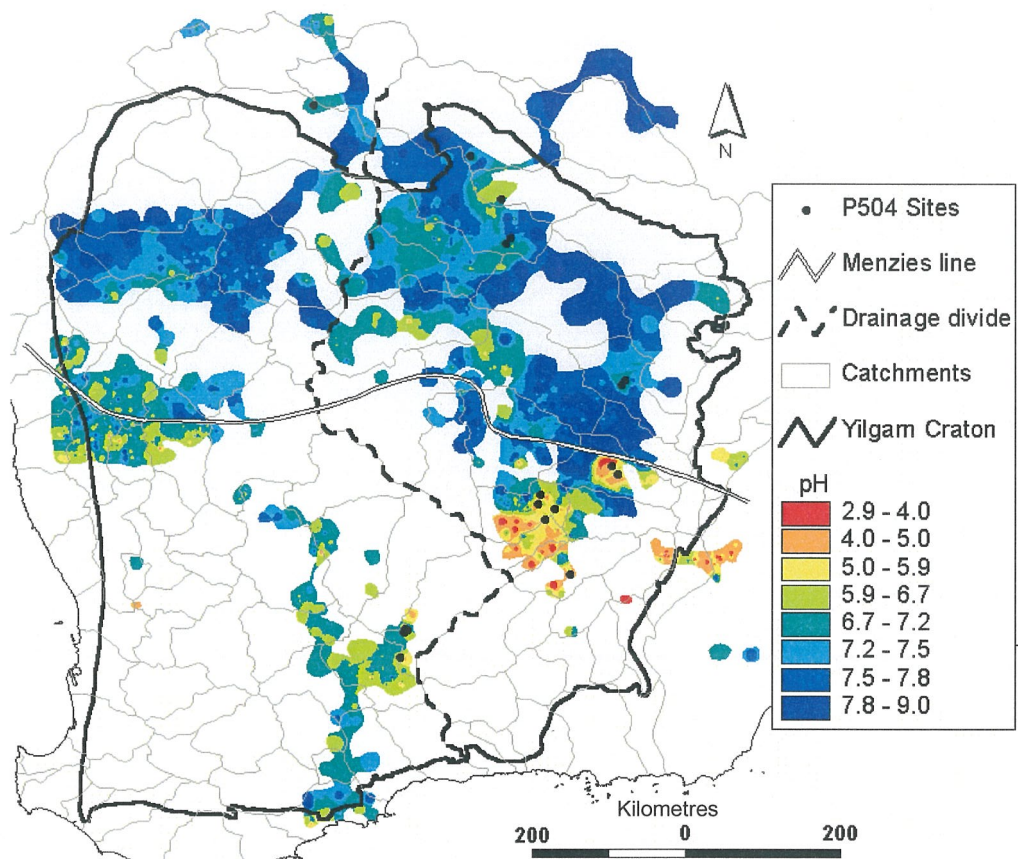 N
P504 Sites
Menzies line
Drainage divide
Catchments
Yilgarn Craton
pH
2.9 - 4.0
4.0 - 5.0
5.0 - 5.9
5.9 - 6.7
6.7 - 7.2
7.2 - 7.5
7.5 - 7.8
7.8 - 9.0
Kilometres
200 0 200